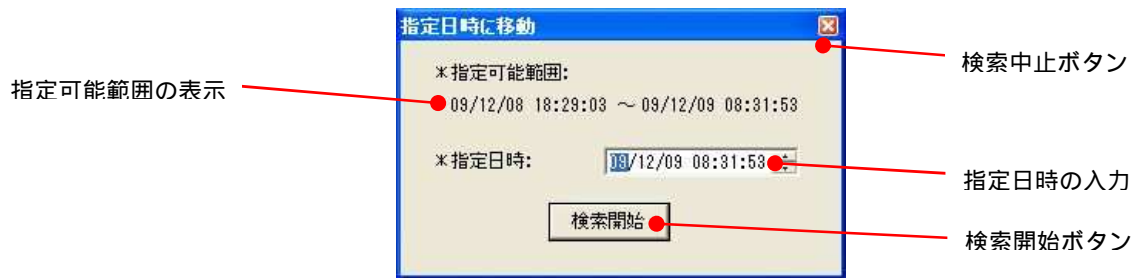 指定日時に移動
検索中止ボタン
*指定可能範囲:
指定可能範囲の表示
09/12/08 18:29:03 ～ 09/12/09 08:31:53
*指定日時:
09/12/09 08:31:53
指定日時の入力
検索開始
検索開始ボタン